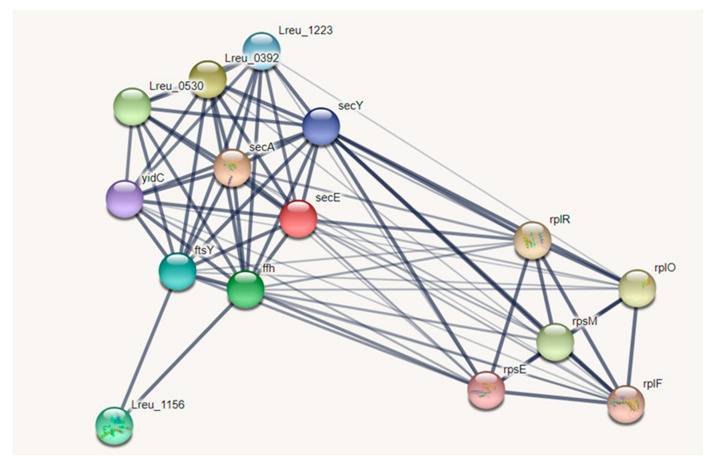 Lreu_1223
Lreu_0392
Lreu_0530
secY
secA
yidC
secE
rplR
ftsY
ffh
rplO
rpsM
rpsE
rplF
Lreu_1156